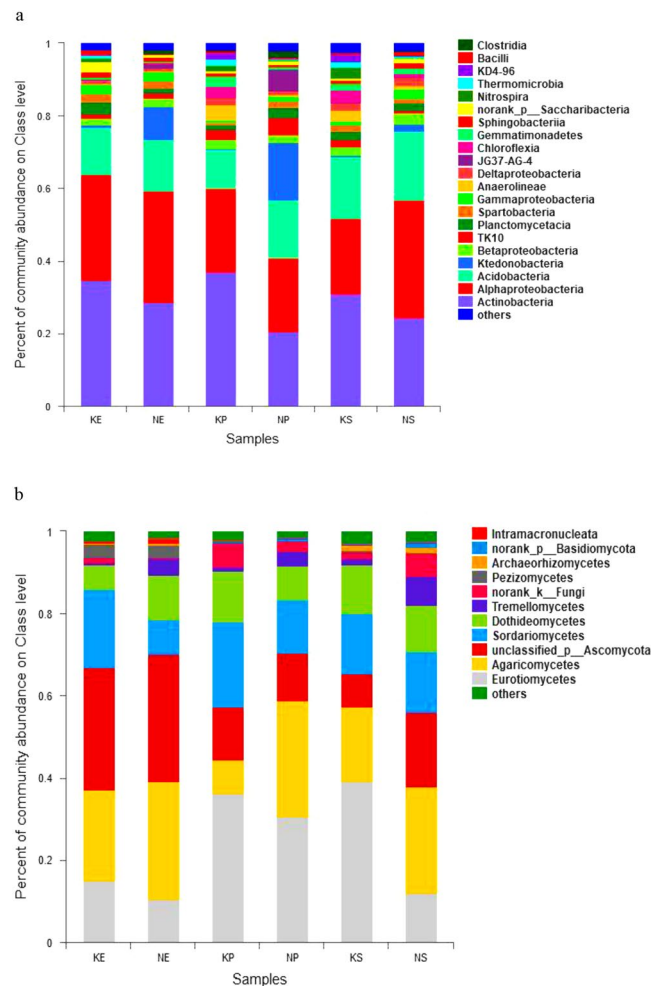 a
Percent of community abundance on Class level
1
0.8
0.6
0.4
0.2
0
KE NE KP NP KS NS
Samples
Clostridia
Bacilli
KD4-96
Thermomicrobia
Nitrospira
norank_p__Saccharibacteria
Sphingobacteriia
Gemmatimonadetes
Chloroflexia
JG37-AG-4
Deltaproteobacteria
Anaerolineae
Gammaproteobacteria
Spartobacteria
Planctomycetacia
TK10
Betaproteobacteria
Ktedonobacteria
Acidobacteria
Alphaproteobacteria
Actinobacteria
others
b
Percent of community abundance on Class level
1
0.8
0.6
0.4
0.2
0
KE NE KP NP KS NS
Samples
Intramacronucleata
norank_p__Basidiomycota
Archaeorhizomycetes
Pezizomycetes
norank_k__Fungi
Tremellomycetes
Dothideomycetes
Sordariomycetes
unclassified_p__Ascomycota
Agaricomycetes
Eurotiomycetes
others